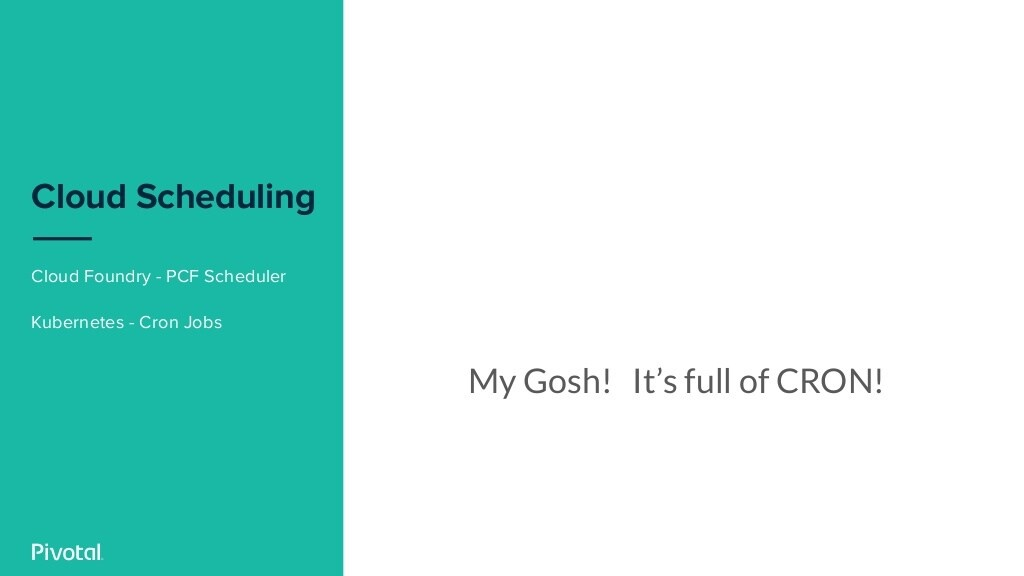 Cloud Scheduling
Cloud Foundry - PCF Scheduler
Kubernetes - Cron Jobs
My Gosh!   It’s full of CRON!
Pivotal